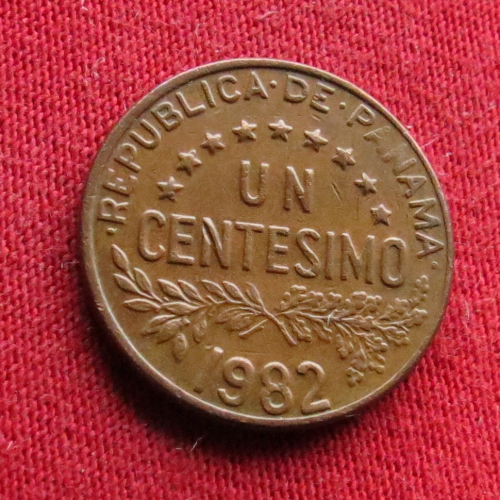 ·REPUBLICA·DE·PANAMA·
UN
CENTESIMO
1982